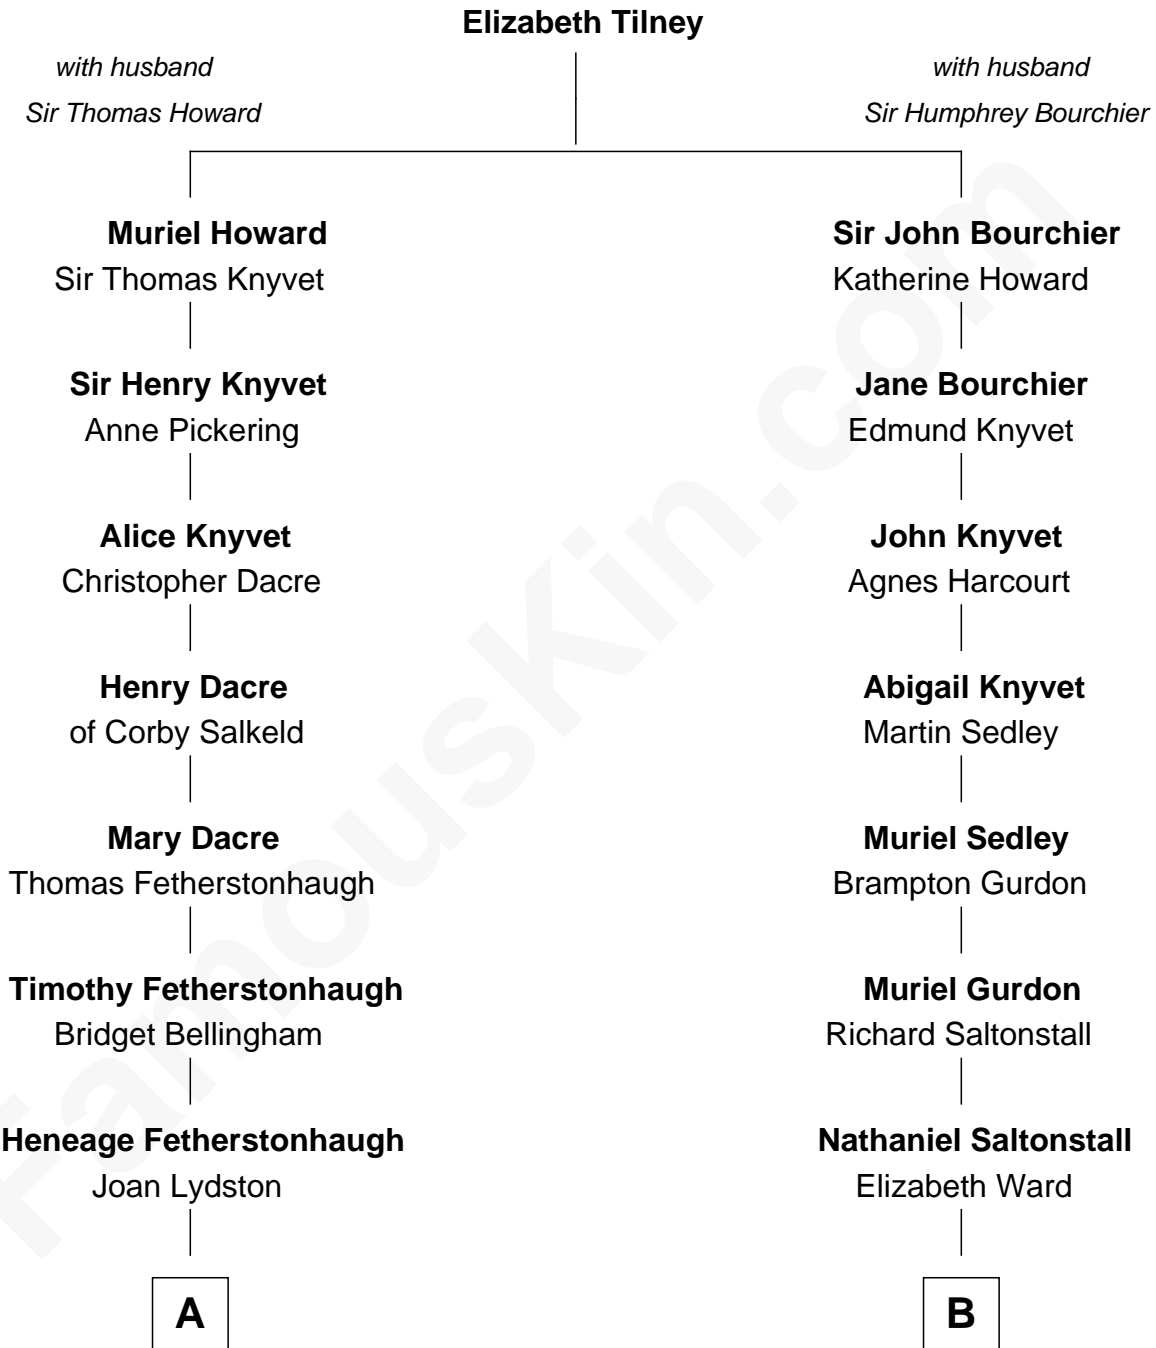 Elizabeth Tilney
with husband
Sir Thomas Howard
with husband
Sir Humphrey Bourchier
Muriel Howard
Sir Thomas Knyvet
Sir John Bourchier
Katherine Howard
Sir Henry Knyvet
Anne Pickering
Jane Bourchier
Edmund Knyvet
Alice Knyvet
Christopher Dacre
John Knyvet
Agnes Harcourt
Henry Dacre
of Corby Salkeld
Abigail Knyvet
Martin Sedley
Mary Dacre
Thomas Fetherstonhaugh
Muriel Sedley
Brampton Gurdon
Timothy Fetherstonhaugh
Bridget Bellingham
Muriel Gurdon
Richard Saltonstall
Heneage Fetherstonhaugh
Joan Lydston
Nathaniel Saltonstall
Elizabeth Ward
A
B
FamousKin.com